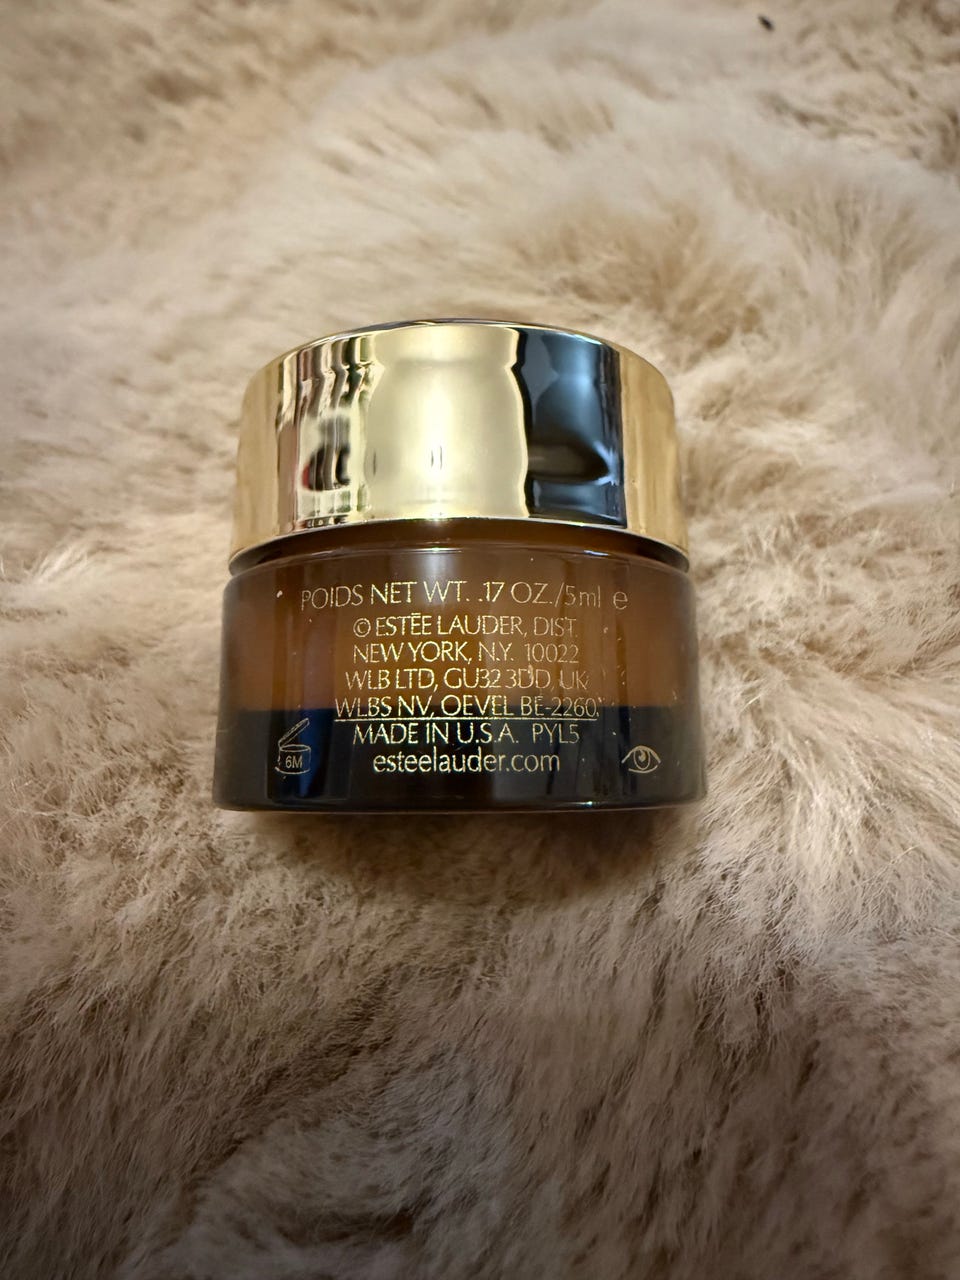 POIDS NET WT. .17 OZ./5ml e
© ESTĒE LAUDER, DIST.
NEW YORK, N.Y. 10022
WLB LTD, GU32 3DD, UK
WLBS NV, OEVEL BE-2260,
MADE IN U.S.A. PYL5
6M
esteelauder.com